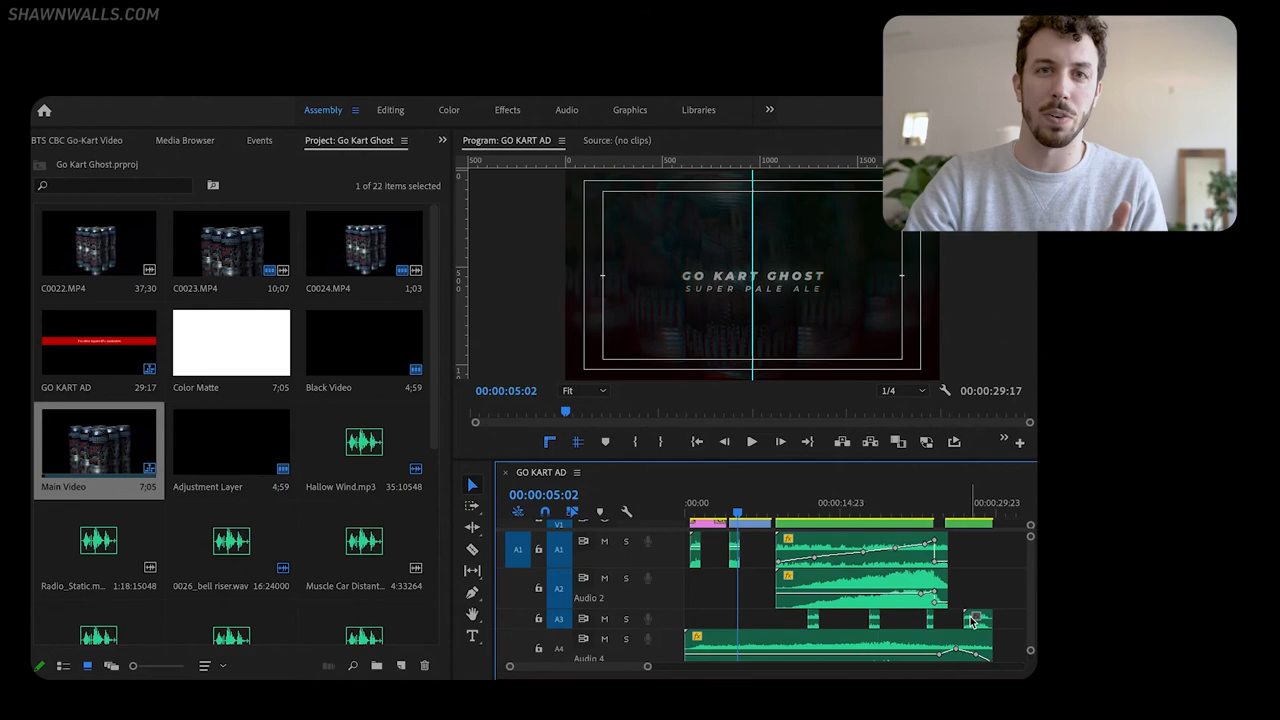 SHAWNWALLS.COM
Assembly Editing Color Effects Audio Graphics Libraries
BTS CBC Go-Kart Video Media Browser Events Project: Go Kart Ghost
Program: GO KART AD Source: (no clips)
Go Kart Ghost.prproj
1 of 22 items selected
500 0 500 1000 1500
C0022.MP4 37;30 C0023.MP4 10;07 C0024.MP4 1;03
GO KART GHOST
SUPER PALE ALE
GO KART AD 29:17 Color Matte 7;05 Black Video 4;59
00:00:05:02 Fit 1/4 00:00:29:17
Main Video 7;05 Adjustment Layer 4;59 Hallow Wind.mp3 35:10548
GO KART AD
00:00:05:02
:00:00 00:00:14:23 00:00:29:23
V1
A1 A1 M S fx
A2 M S fx
Audio 2
A3 M S
A4 M S fx
Audio 4
Radio_Static.m... 1:18:15048 0026_bell riser.wav 16:24000 Muscle Car Distant... 4:33264